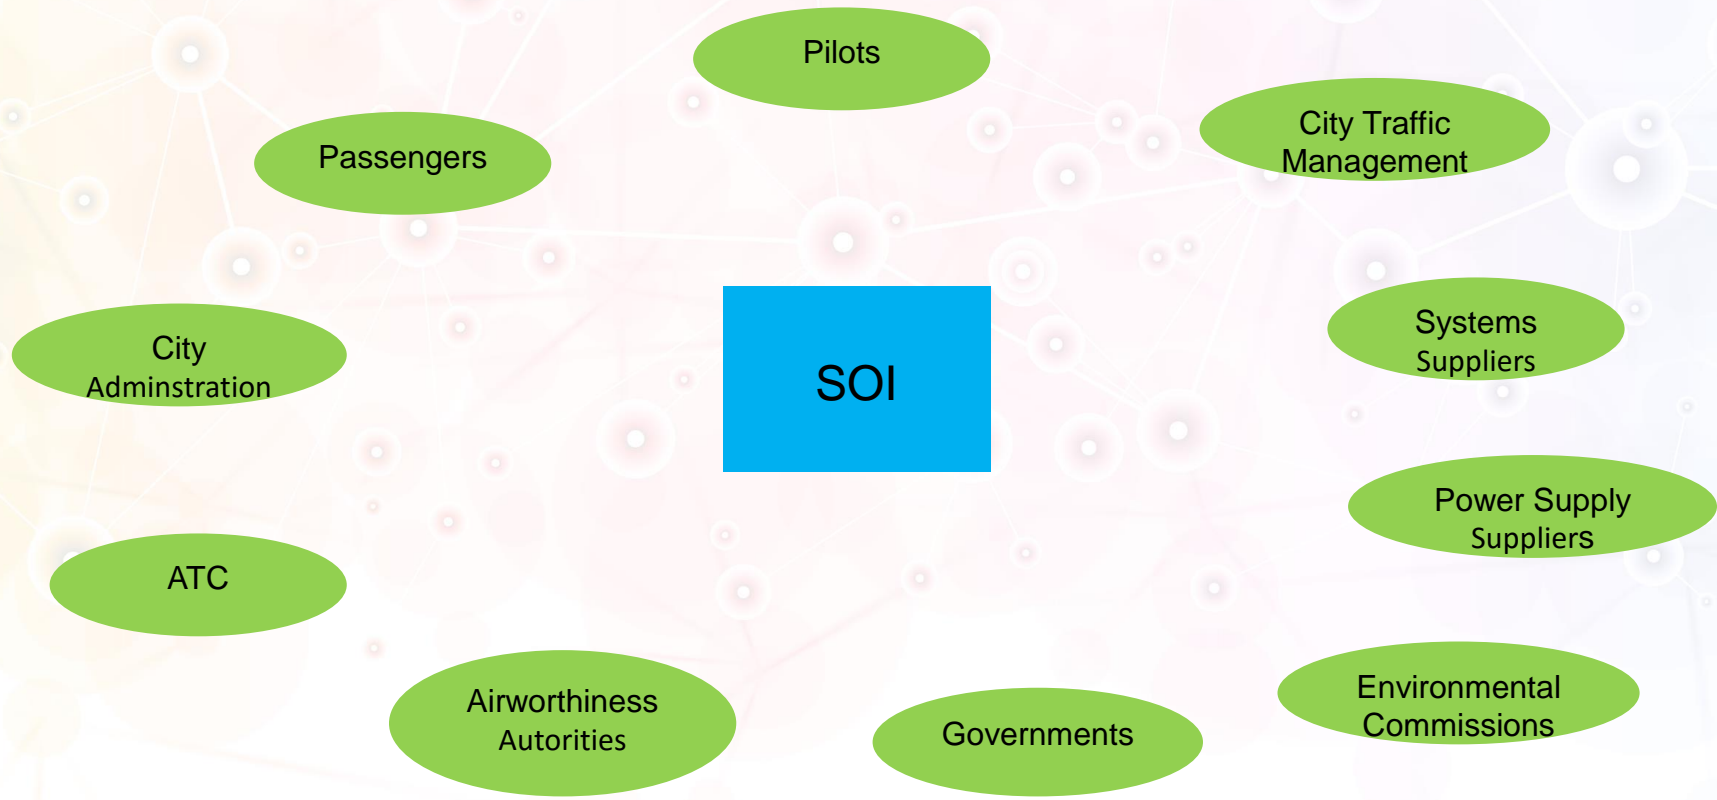 Pilots
City Traffic
Management
Passengers
Systems
Suppliers
City
Adminstration
SOI
Power Supply
Suppliers
ATC
Environmental
Commissions
Airworthiness
Autorities
Governments